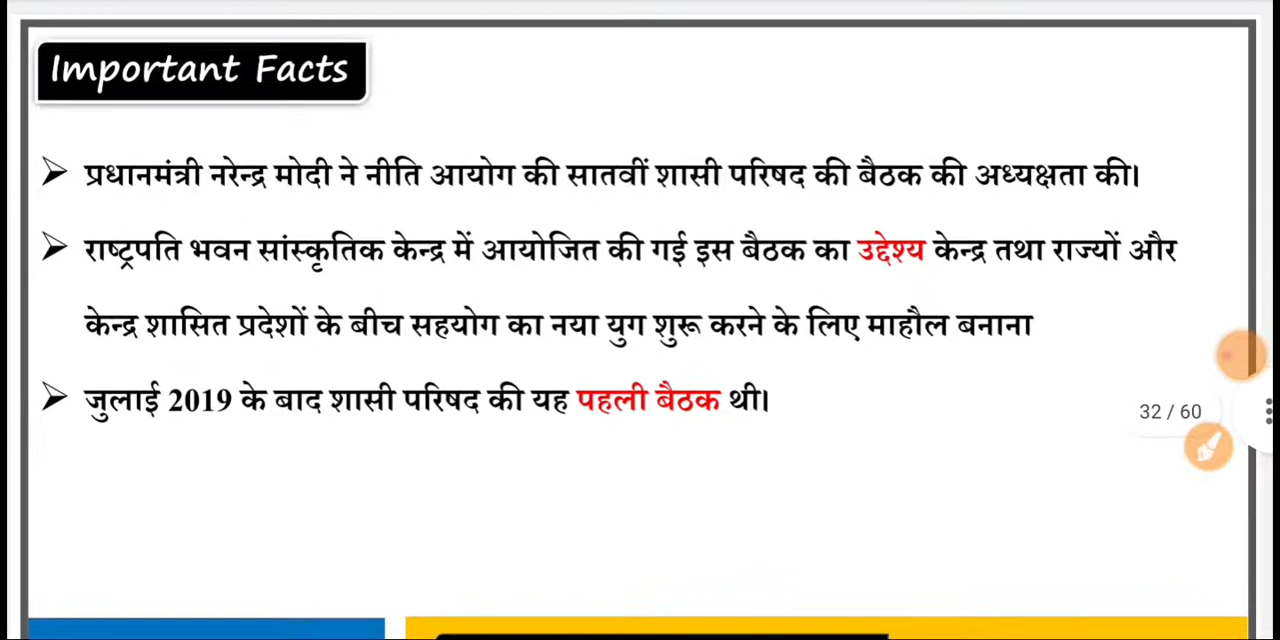 Important Facts
प्रधानमंत्री नरेन्द्र मोदी ने नीति आयोग की सातवीं शासी परिषद की बैठक की अध्यक्षता की।
राष्ट्रपति भवन सांस्कृतिक केन्द्र में आयोजित की गई इस बैठक का उद्देश्य केन्द्र तथा राज्यों और
केन्द्र शासित प्रदेशों के बीच सहयोग का नया युग शुरू करने के लिए माहौल बनाना
जुलाई 2019 के बाद शासी परिषद की यह पहली बैठक थी।
32 / 60